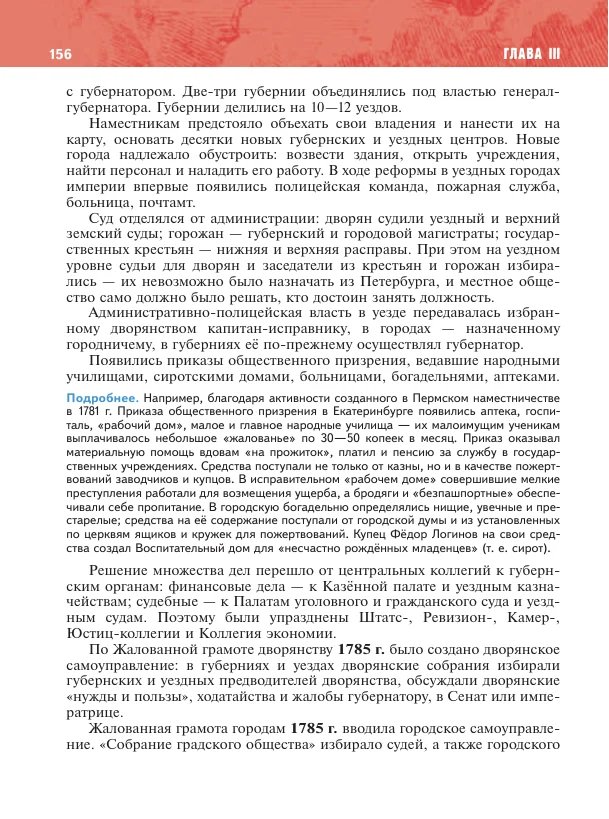 156
ГЛАВА III
с губернатором. Две-три губернии объединялись под властью генерал-
губернатора. Губернии делились на 10—12 уездов.
Наместникам предстояло объехать свои владения и нанести их на
карту, основать десятки новых губернских и уездных центров. Новые
города надлежало обустроить: возвести здания, открыть учреждения,
найти персонал и наладить его работу. В ходе реформы в уездных городах
империи впервые появились полицейская команда, пожарная служба,
больница, почтамт.
Суд отделялся от администрации: дворян судили уездный и верхний
земский суды; горожан — губернский и городовой магистраты; государ-
ственных крестьян — нижняя и верхняя расправы. При этом на уездном
уровне судьи для дворян и заседатели из крестьян и горожан избира-
лись — их невозможно было назначать из Петербурга, и местное обще-
ство само должно было решать, кто достоин занять должность.
Административно-полицейская власть в уезде передавалась избран-
ному дворянством капитан-исправнику, в городах — назначенному
городничему, в губерниях её по-прежнему осуществлял губернатор.
Появились приказы общественного призрения, ведавшие народными
училищами, сиротскими домами, больницами, богадельнями, аптеками.
Подробнее. Например, благодаря активности созданного в Пермском наместничестве
в 1781 г. Приказа общественного призрения в Екатеринбурге появились аптека, госпи-
таль, «рабочий дом», малое и главное народные училища — их малоимущим ученикам
выплачивалось небольшое «жалованье» по 30—50 копеек в месяц. Приказ оказывал
материальную помощь вдовам «на прожиток», платил и пенсию за службу в государ-
ственных учреждениях. Средства поступали не только от казны, но и в качестве пожерт-
вований заводчиков и купцов. В исправительном «рабочем доме» совершившие мелкие
преступления работали для возмещения ущерба, а бродяги и «безпашпортные» обеспе-
чивали себе пропитание. В городскую богадельню определялись нищие, увечные и пре-
старелые; средства на её содержание поступали от городской думы и из установленных
по церквям ящиков и кружек для пожертвований. Купец Фёдор Логинов на свои сред-
ства создал Воспитательный дом для «несчастно рождённых младенцев» (т. е. сирот).
Решение множества дел перешло от центральных коллегий к губерн-
ским органам: финансовые дела — к Казённой палате и уездным казна-
чействам; судебные — к Палатам уголовного и гражданского суда и уезд-
ным судам. Поэтому были упразднены Штатс-, Ревизион-, Камер-,
Юстиц-коллегии и Коллегия экономии.
По Жалованной грамоте дворянству 1785 г. было создано дворянское
самоуправление: в губерниях и уездах дворянские собрания избирали
губернских и уездных предводителей дворянства, обсуждали дворянские
«нужды и пользы», ходатайства и жалобы губернатору, в Сенат или импе-
ратрице.
Жалованная грамота городам 1785 г. вводила городское самоуправле-
ние. «Собрание градского общества» избирало судей, а также городского